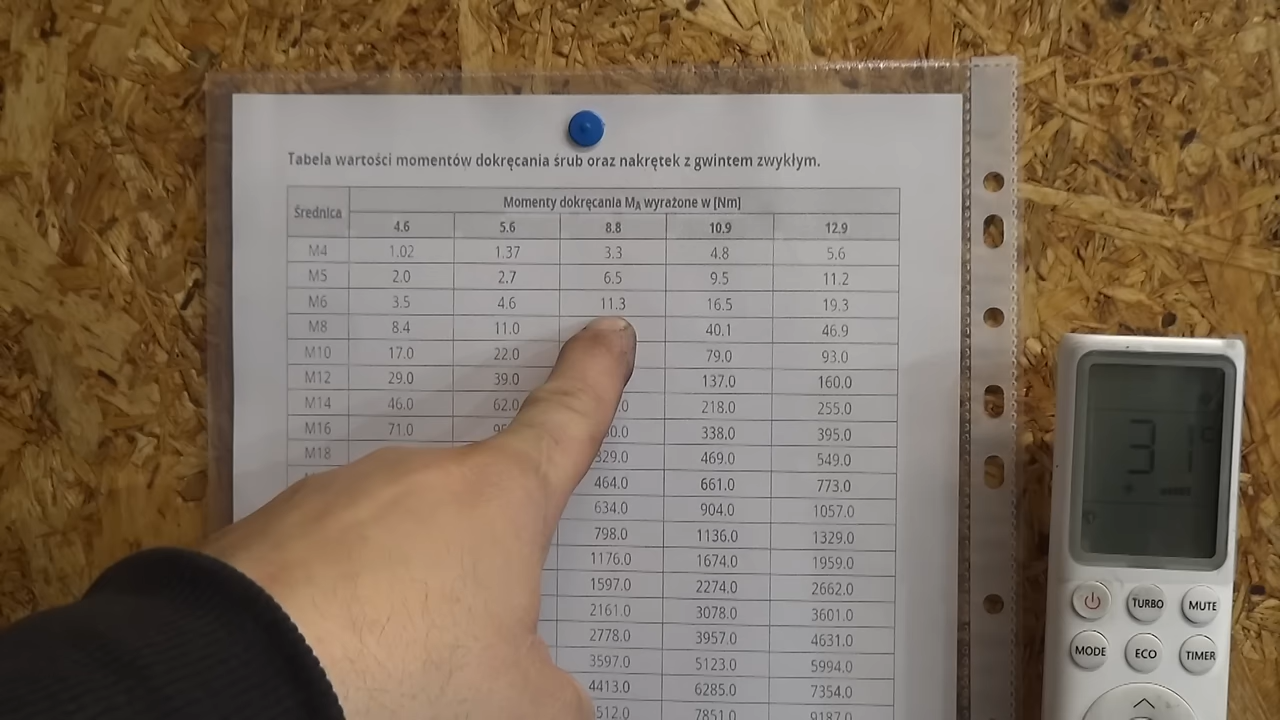 Tabela wartości momentów dokręcania śrub oraz nakrętek z gwintem zwykłym.
Średnica Momenty dokręcania MA wyrażone w [Nm]
4.6 5.6 8.8 10.9 12.9
M4 1.02 1.37 3.3 4.8 5.6
M5 2.0 2.7 6.5 9.5 11.2
M6 3.5 4.6 11.3 16.5 19.3
M8 8.4 11.0 40.1 46.9
M10 17.0 22.0 79.0 93.0
M12 29.0 39.0 137.0 160.0
M14 46.0 62.0 218.0 255.0
M16 71.0 338.0 395.0
M18 469.0 549.0
464.0 661.0 773.0
634.0 904.0 1057.0
798.0 1136.0 1329.0
1176.0 1674.0 1959.0
1597.0 2274.0 2662.0
2161.0 3078.0 3601.0
2778.0 3957.0 4631.0
3597.0 5123.0 5994.0
4413.0 6285.0 7354.0
7851.0 9187.0
TURBO MUTE
MODE ECO TIMER